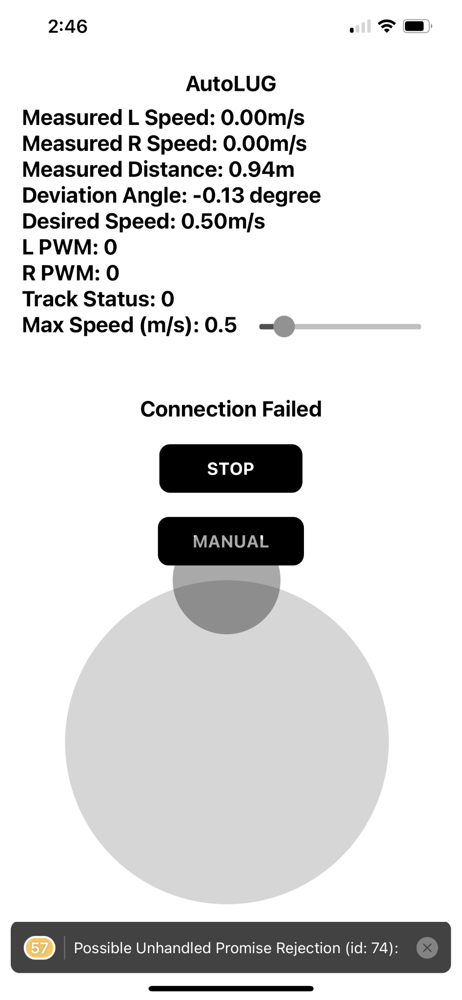 2:46
AutoLUG
Measured L Speed: 0.00m/s
Measured R Speed: 0.00m/s
Measured Distance: 0.94m
Deviation Angle: -0.13 degree
Desired Speed: 0.50m/s
L PWM: 0
R PWM: 0
Track Status: 0
Max Speed (m/s): 0.5
Connection Failed
STOP
MANUAL
57 Possible Unhandled Promise Rejection (id: 74):